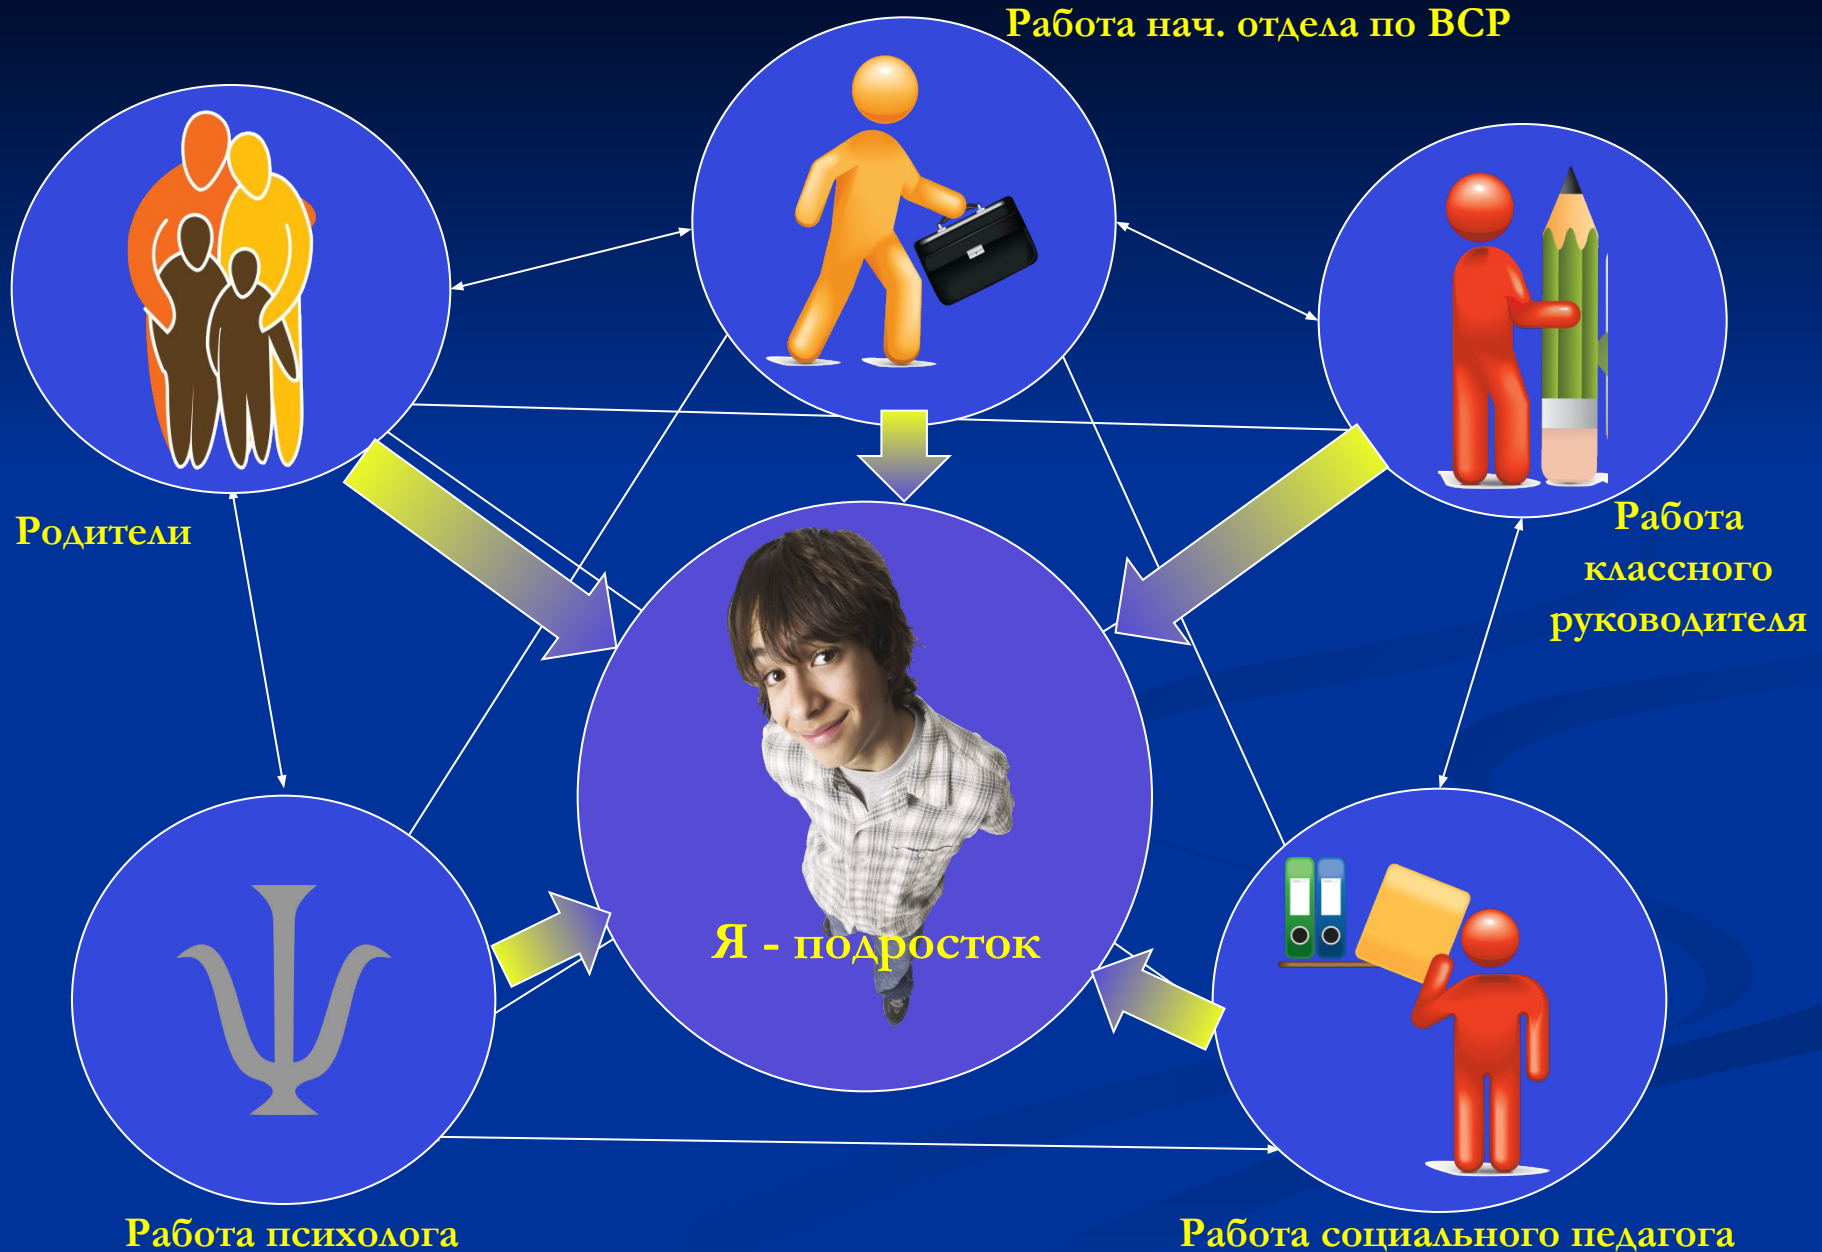 Работа нач. отдела по ВСР
Родители
Работа
классного
руководителя
Я - подросток
Работа психолога
Работа социального педагога